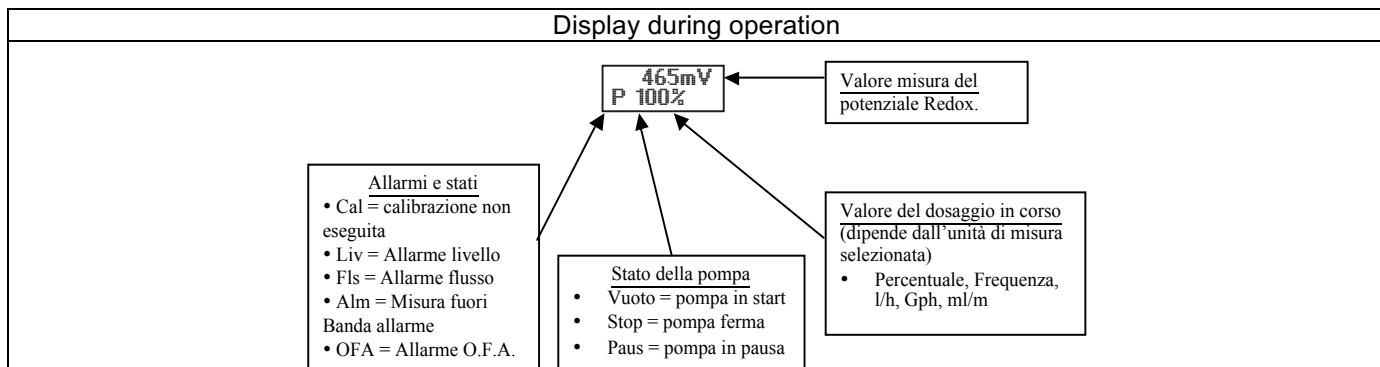 Display during operation
465mV
P 100%
Valore misura del
potenziale Redox.
Allarmi e stati
• Cal = calibrazione non
eseguita
• Liv = Allarme livello
• Fls = Allarme flusso
• Alm = Misura fuori
Banda allarme
• OFA = Allarme O.F.A.
Stato della pompa
• Vuoto = pompa in start
• Stop = pompa ferma
• Paus = pompa in pausa
Valore del dosaggio in corso
(dipende dall'unità di misura
selezionata)
• Percentuale, Frequenza,
l/h, Gph, ml/m